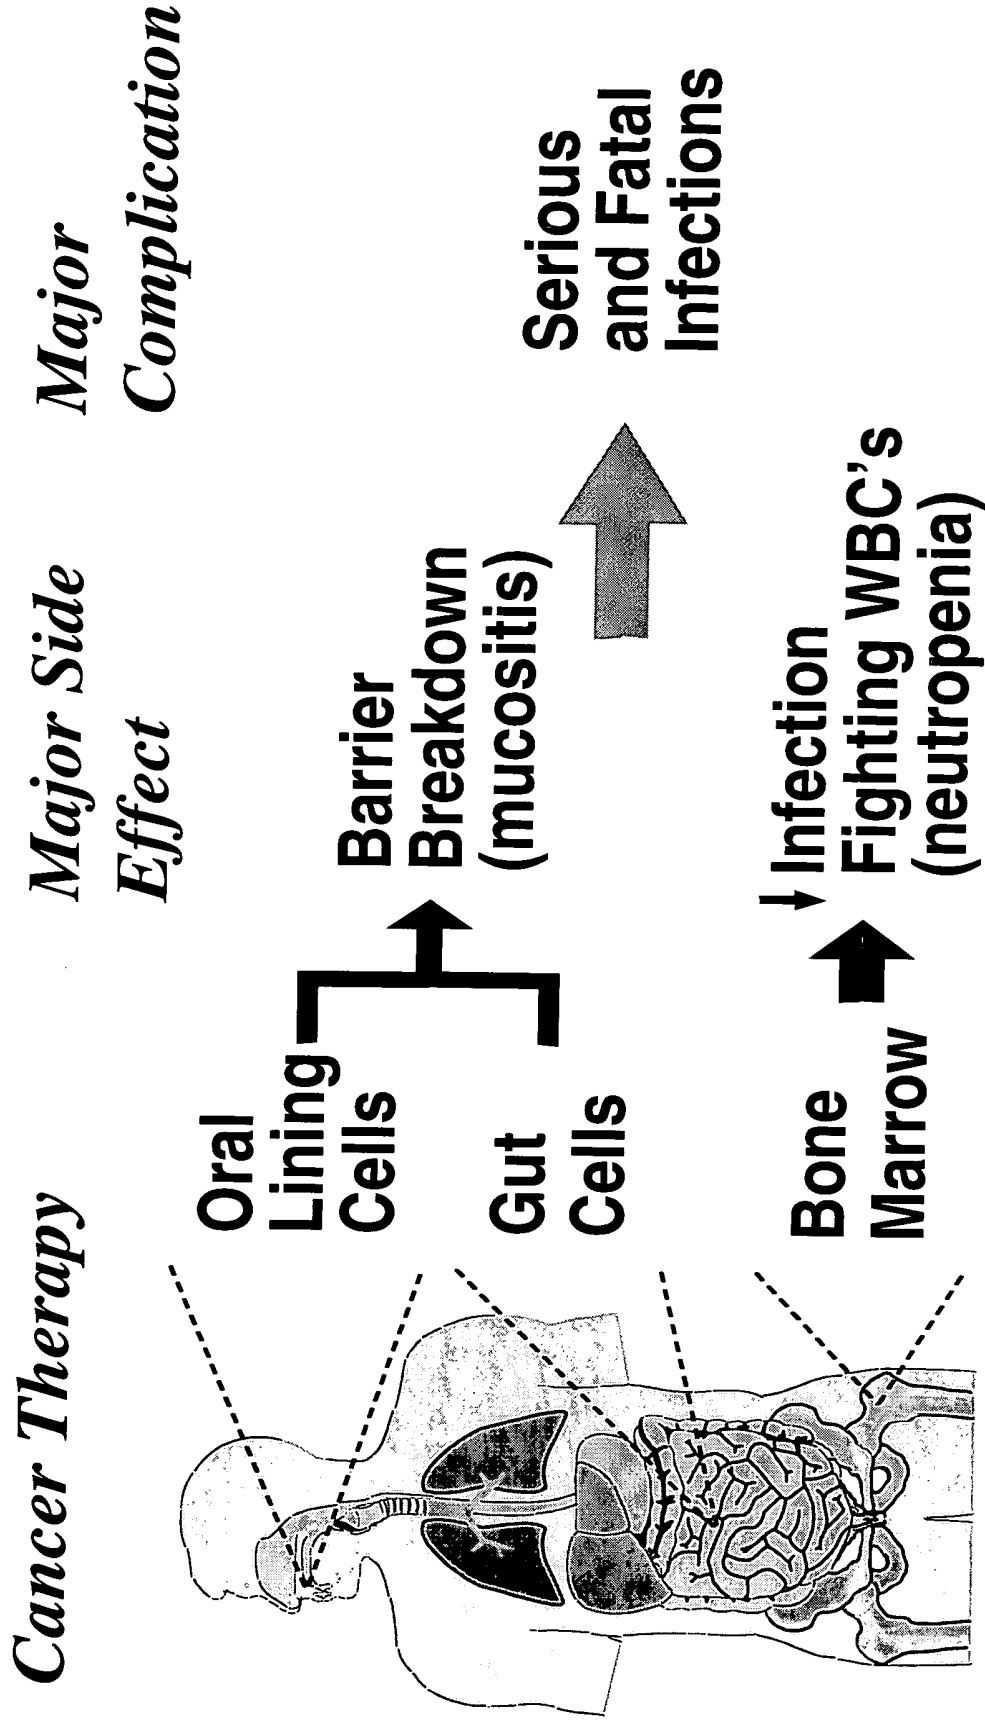 Cancer Therapy
Major Side
Effect
Major
Complication
Oral
Lining
Cells
Gut
Cells
Bone
Marrow
Barrier
Breakdown
(mucositis)
↓ Infection
Fighting WBC's
(neutropenia)
Serious
and Fatal
Infections